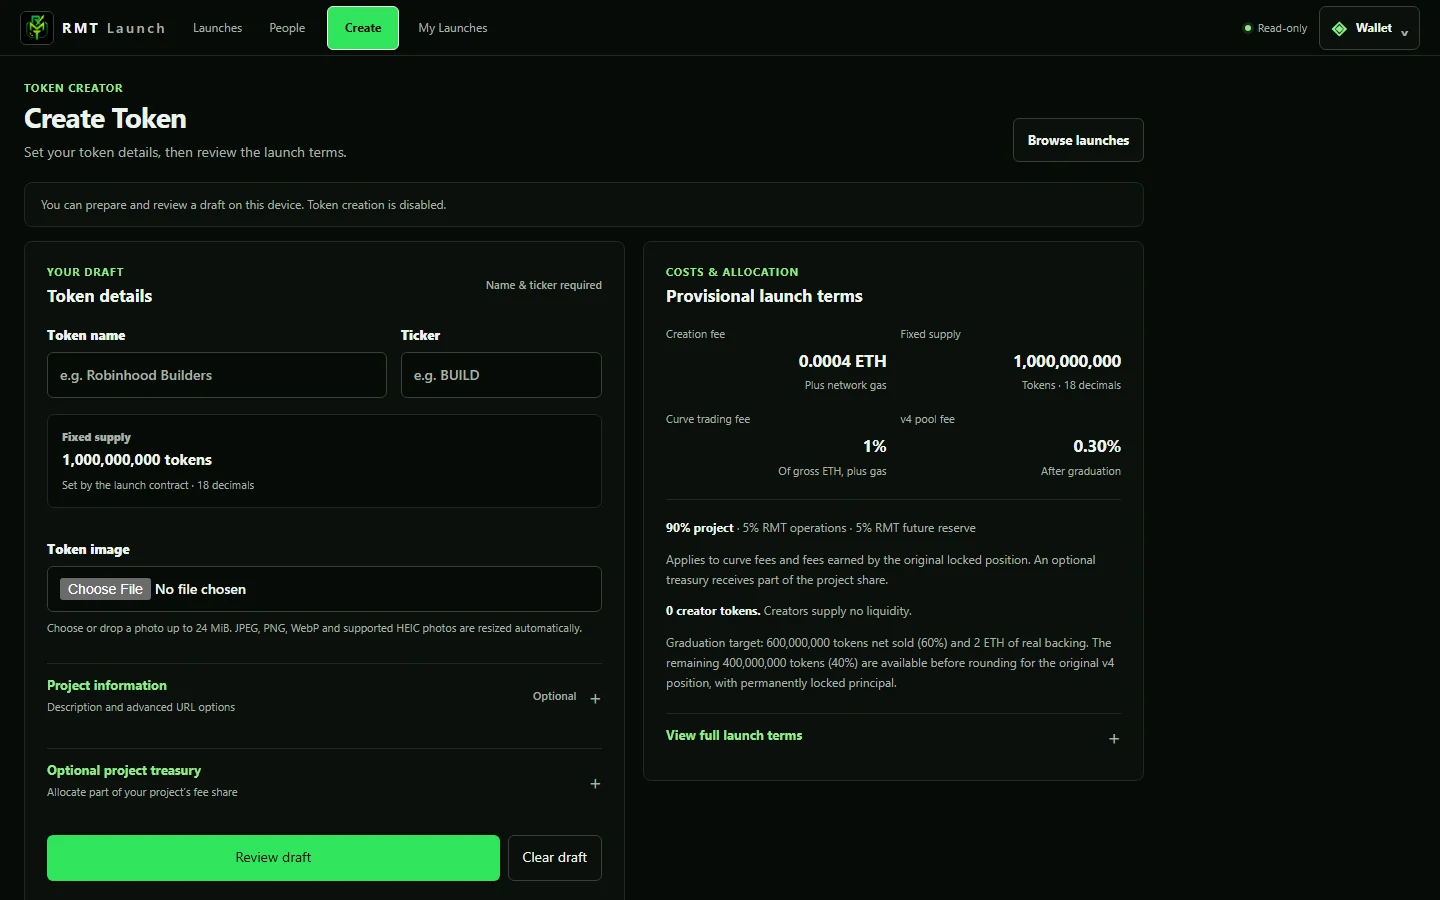 RMT Launch
Launches
People
Create
My Launches
Read-only
Wallet
TOKEN CREATOR
Create Token
Set your token details, then review the launch terms.
Browse launches
You can prepare and review a draft on this device. Token creation is disabled.
YOUR DRAFT
Token details
Name & ticker required
Token name
Ticker
e.g. Robinhood Builders
e.g. BUILD
Fixed supply
1,000,000,000 tokens
Set by the launch contract · 18 decimals
Token image
Choose File No file chosen
Choose or drop a photo up to 24 MiB. JPEG, PNG, WebP and supported HEIC photos are resized automatically.
Project information
Description and advanced URL options
Optional +
Optional project treasury
Allocate part of your project's fee share
+
Review draft
Clear draft
COSTS & ALLOCATION
Provisional launch terms
Creation fee
0.0004 ETH
Plus network gas
Fixed supply
1,000,000,000
Tokens · 18 decimals
Curve trading fee
1%
Of gross ETH, plus gas
v4 pool fee
0.30%
After graduation
90% project · 5% RMT operations · 5% RMT future reserve
Applies to curve fees and fees earned by the original locked position. An optional
treasury receives part of the project share.
0 creator tokens. Creators supply no liquidity.
Graduation target: 600,000,000 tokens net sold (60%) and 2 ETH of real backing. The
remaining 400,000,000 tokens (40%) are available before rounding for the original v4
position, with permanently locked principal.
View full launch terms
+